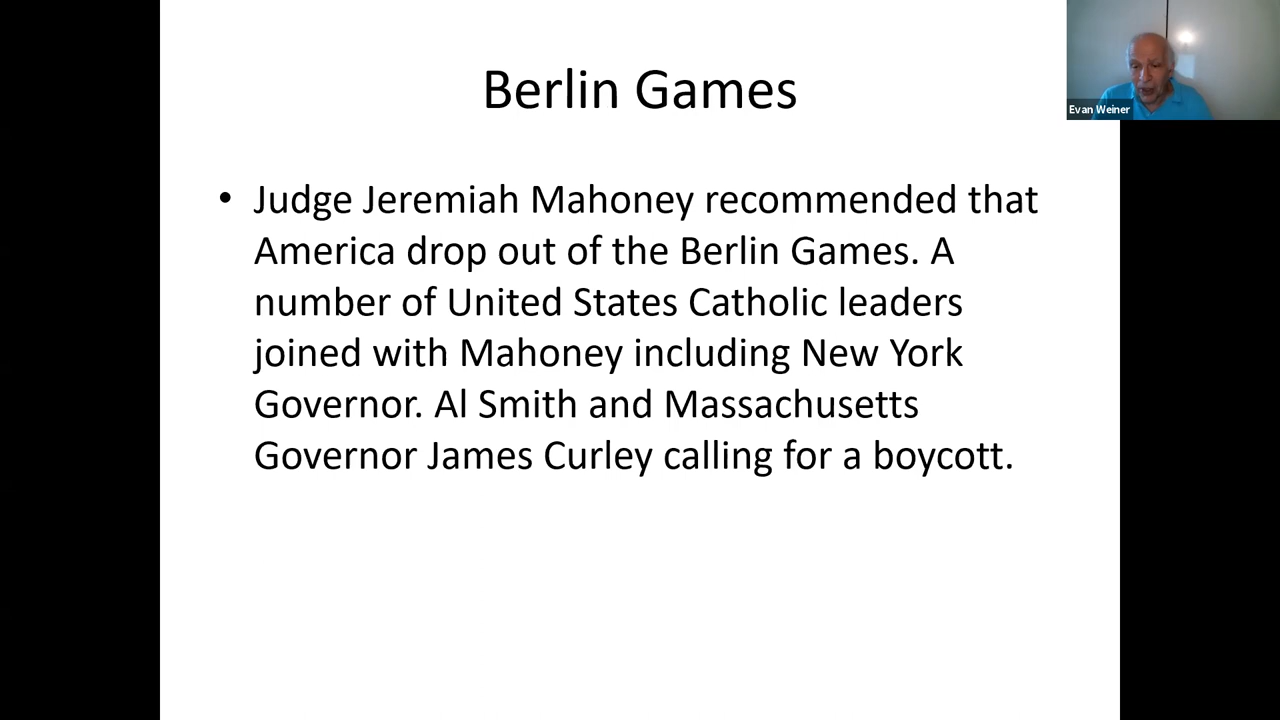 Berlin Games
Evan Weiner
• Judge Jeremiah Mahoney recommended that
America drop out of the Berlin Games. A
number of United States Catholic leaders
joined with Mahoney including New York
Governor. Al Smith and Massachusetts
Governor James Curley calling for a boycott.